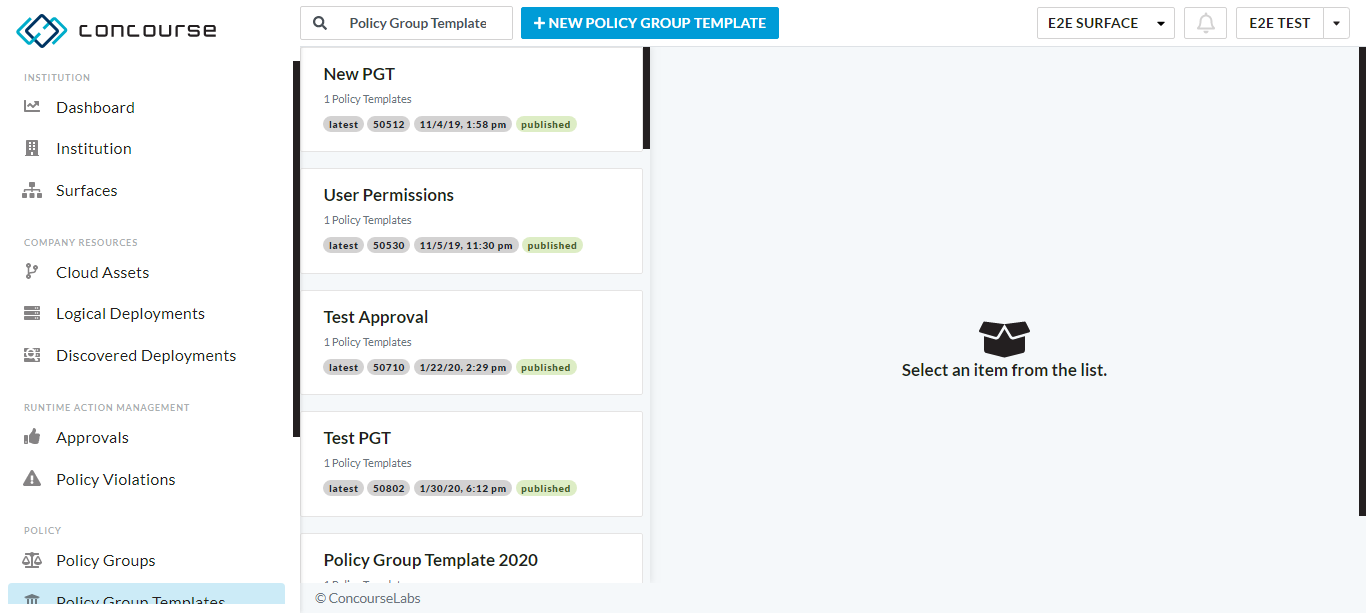 concourse
INSTITUTION
Dashboard
Institution
Surfaces
COMPANY RESOURCES
Cloud Assets
Logical Deployments
Discovered Deployments
RUNTIME ACTION MANAGEMENT
Approvals
Policy Violations
POLICY
Policy Groups
Policy Group Templates
Policy Group Template
+ NEW POLICY GROUP TEMPLATE
E2E SURFACE
E2E TEST
New PGT
1 Policy Templates
latest 50512 11/4/19, 1:58 pm published
User Permissions
1 Policy Templates
latest 50530 11/5/19, 11:30 pm published
Test Approval
1 Policy Templates
latest 50710 1/22/20, 2:29 pm published
Test PGT
1 Policy Templates
latest 50802 1/30/20, 6:12 pm published
Policy Group Template 2020
Select an item from the list.
© ConcourseLabs